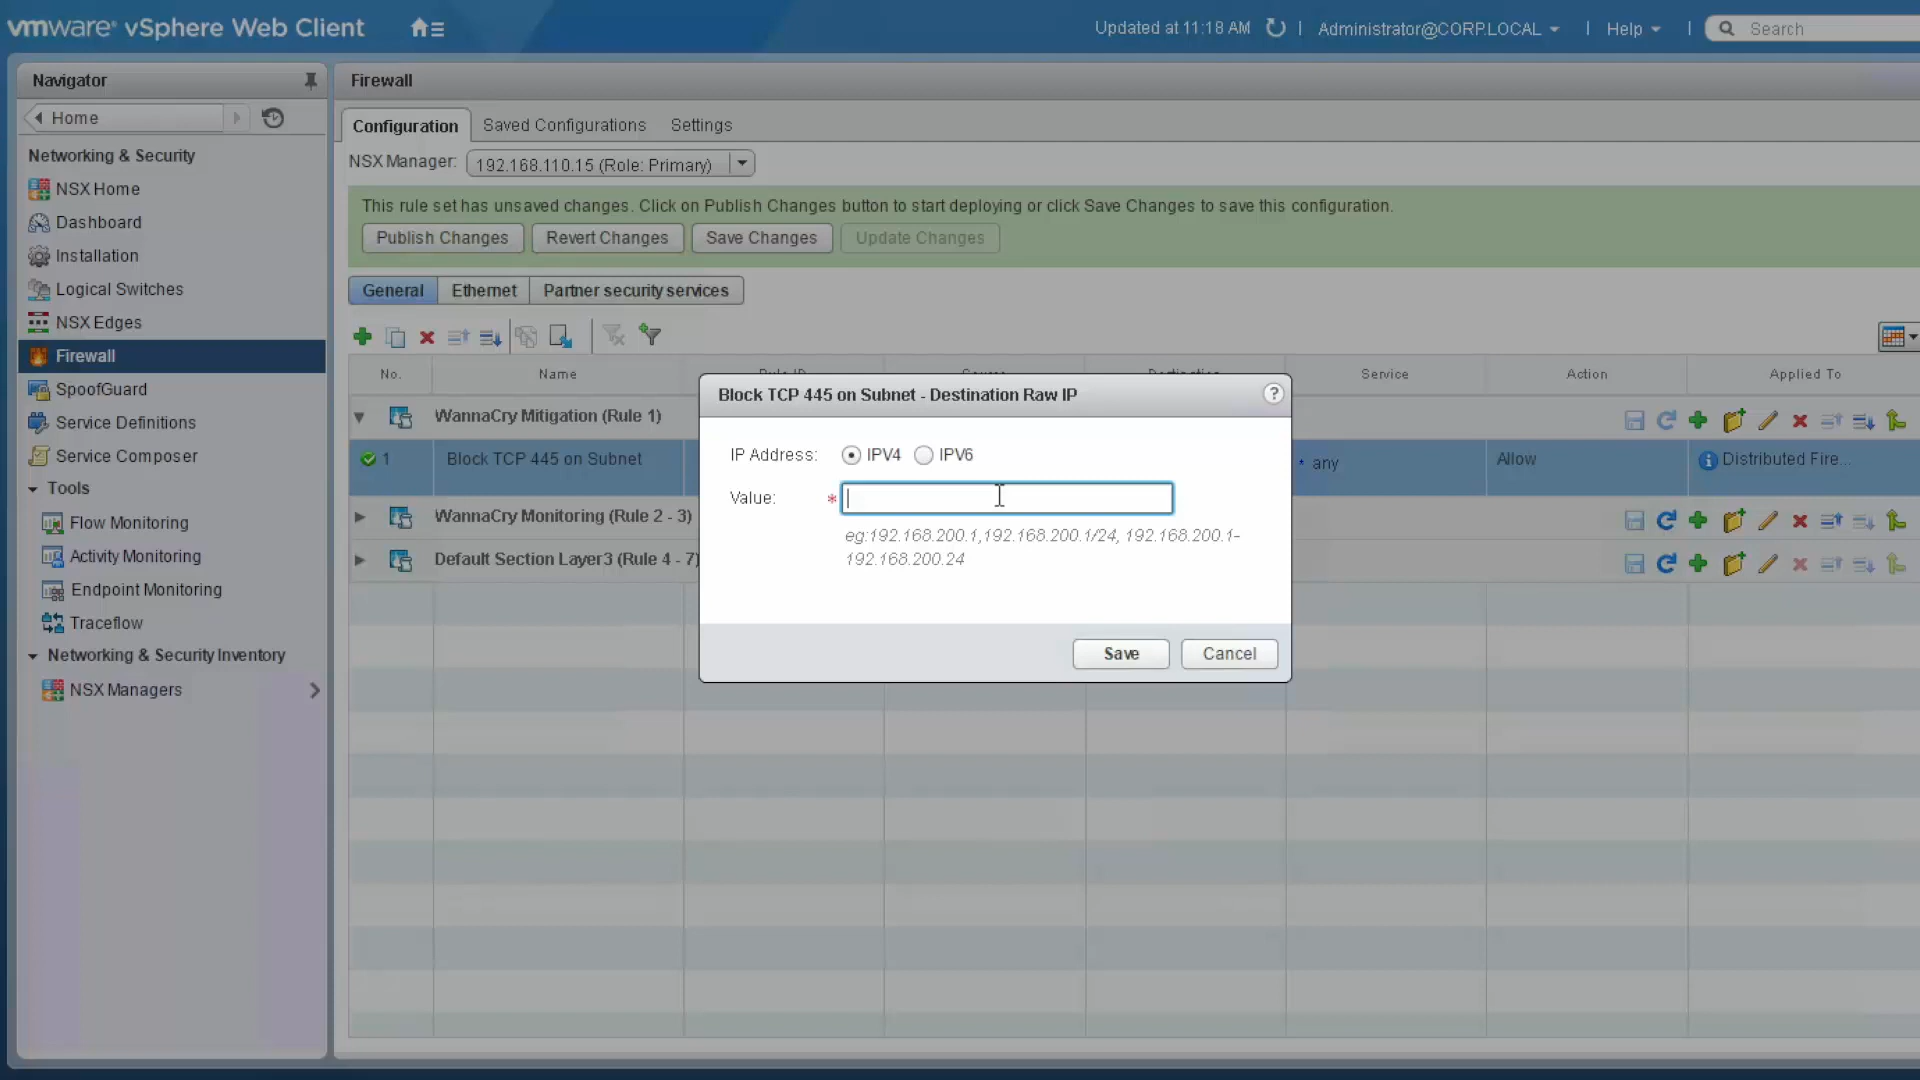 vmware® vSphere Web Client
Updated at 11:18 AM
Administrator@CORP.LOCAL
Help
Search
Navigator
Home
Networking & Security
NSX Home
Dashboard
Installation
Logical Switches
NSX Edges
Firewall
SpoofGuard
Service Definitions
Service Composer
Tools
Flow Monitoring
Activity Monitoring
Endpoint Monitoring
Traceflow
Networking & Security Inventory
NSX Managers
Firewall
Configuration
Saved Configurations
Settings
NSX Manager:
192.168.110.15 (Role: Primary)
This rule set has unsaved changes. Click on Publish Changes button to start deploying or click Save Changes to save this configuration.
Publish Changes
Revert Changes
Save Changes
Update Changes
General
Ethernet
Partner security services
No.
Name
Rule ID
Source
Destination
Service
Action
Applied To
WannaCry Mitigation (Rule 1)
1
Block TCP 445 on Subnet
* any
Allow
Distributed Fire...
WannaCry Monitoring (Rule 2 - 3)
Default Section Layer3 (Rule 4 - 7)
Block TCP 445 on Subnet - Destination Raw IP
?
IP Address:
IPV4
IPV6
Value:
*
eg:192.168.200.1,192.168.200.1/24, 192.168.200.1-
192.168.200.24
Save
Cancel